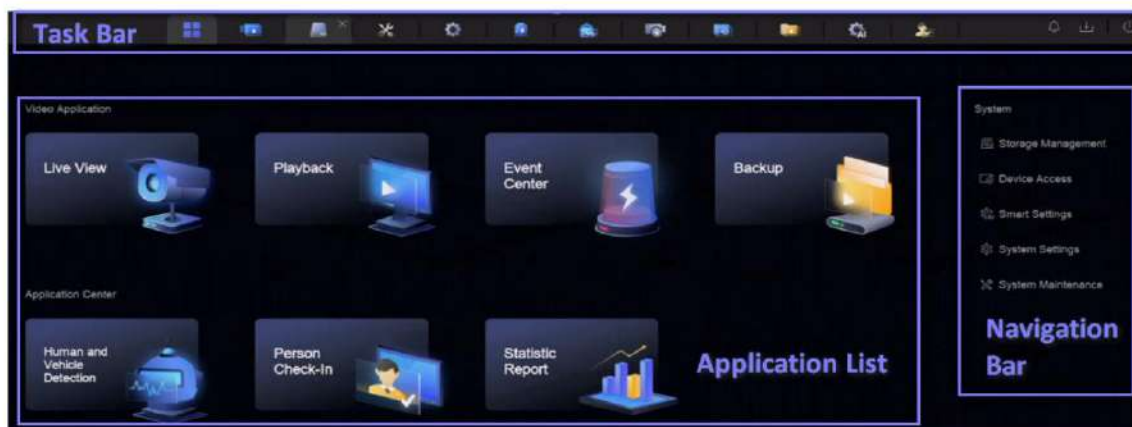 Task Bar
Video Application
Live View
Playback
Event
Center
Backup
Application Center
Human and
Vehicle
Detection
Person
Check-In
Statistic
Report
Application List
System
Storage Management
Device Access
Smart Settings
System Settings
System Maintenance
Navigation
Bar